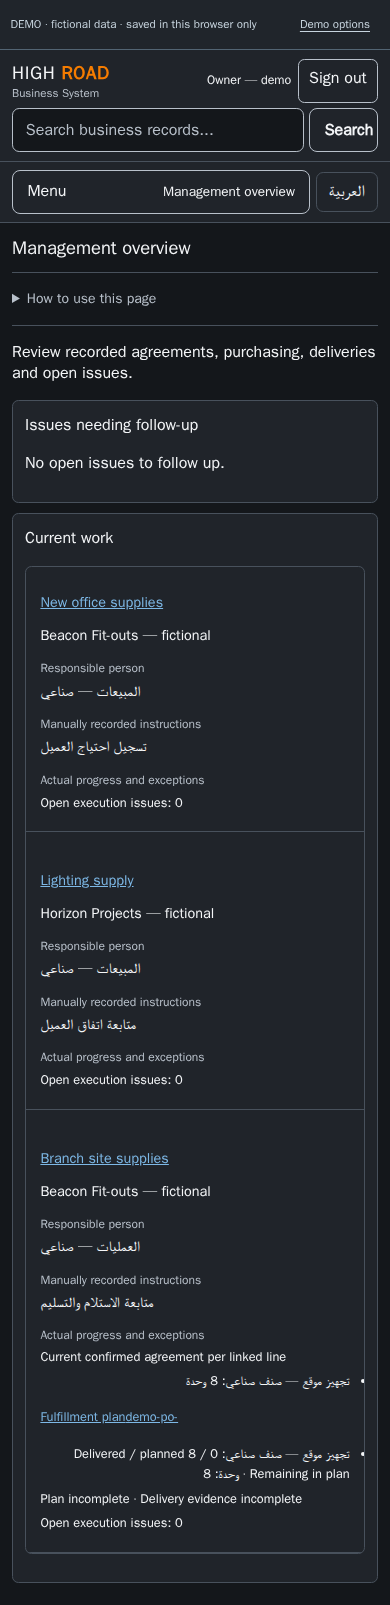 DEMO · fictional data · saved in this browser only
Demo options
HIGH ROAD
Business System
Owner — demo
Sign out
Search business records...
Search
Menu
Management overview
العربية
Management overview
How to use this page
Review recorded agreements, purchasing, deliveries
and open issues.
Issues needing follow-up
No open issues to follow up.
Current work
New office supplies
Beacon Fit-outs — fictional
Responsible person
المبيعات — صناعي
Manually recorded instructions
تسجيل احتياج العميل
Actual progress and exceptions
Open execution issues: 0
Lighting supply
Horizon Projects — fictional
Responsible person
المبيعات — صناعي
Manually recorded instructions
متابعة اتفاق العميل
Actual progress and exceptions
Open execution issues: 0
Branch site supplies
Beacon Fit-outs — fictional
Responsible person
العمليات — صناعي
Manually recorded instructions
متابعة الاستلام والتسليم
Actual progress and exceptions
Current confirmed agreement per linked line
• تجهيز موقع — صنف صناعي: 8 وحدة
Fulfillment plandemo-po-
• تجهيز موقع — صنف صناعي: Delivered / planned 8 / 0
Remaining in plan · وحدة: 8
Plan incomplete · Delivery evidence incomplete
Open execution issues: 0